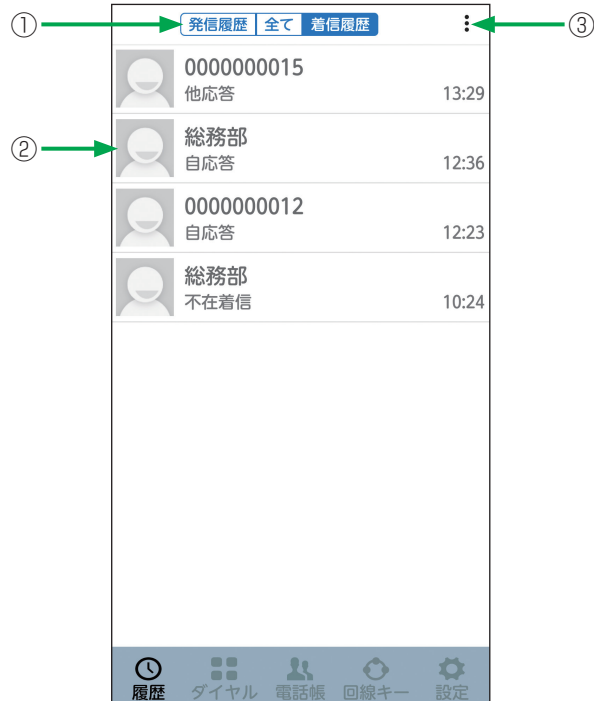 ① 発信履歴 全て 着信履歴 ③
0000000015
他応答 13:29
② 総務部
自応答 12:36
0000000012
自応答 12:23
総務部
不在着信 10:24
履歴 ダイヤル 電話帳 回線キー 設定